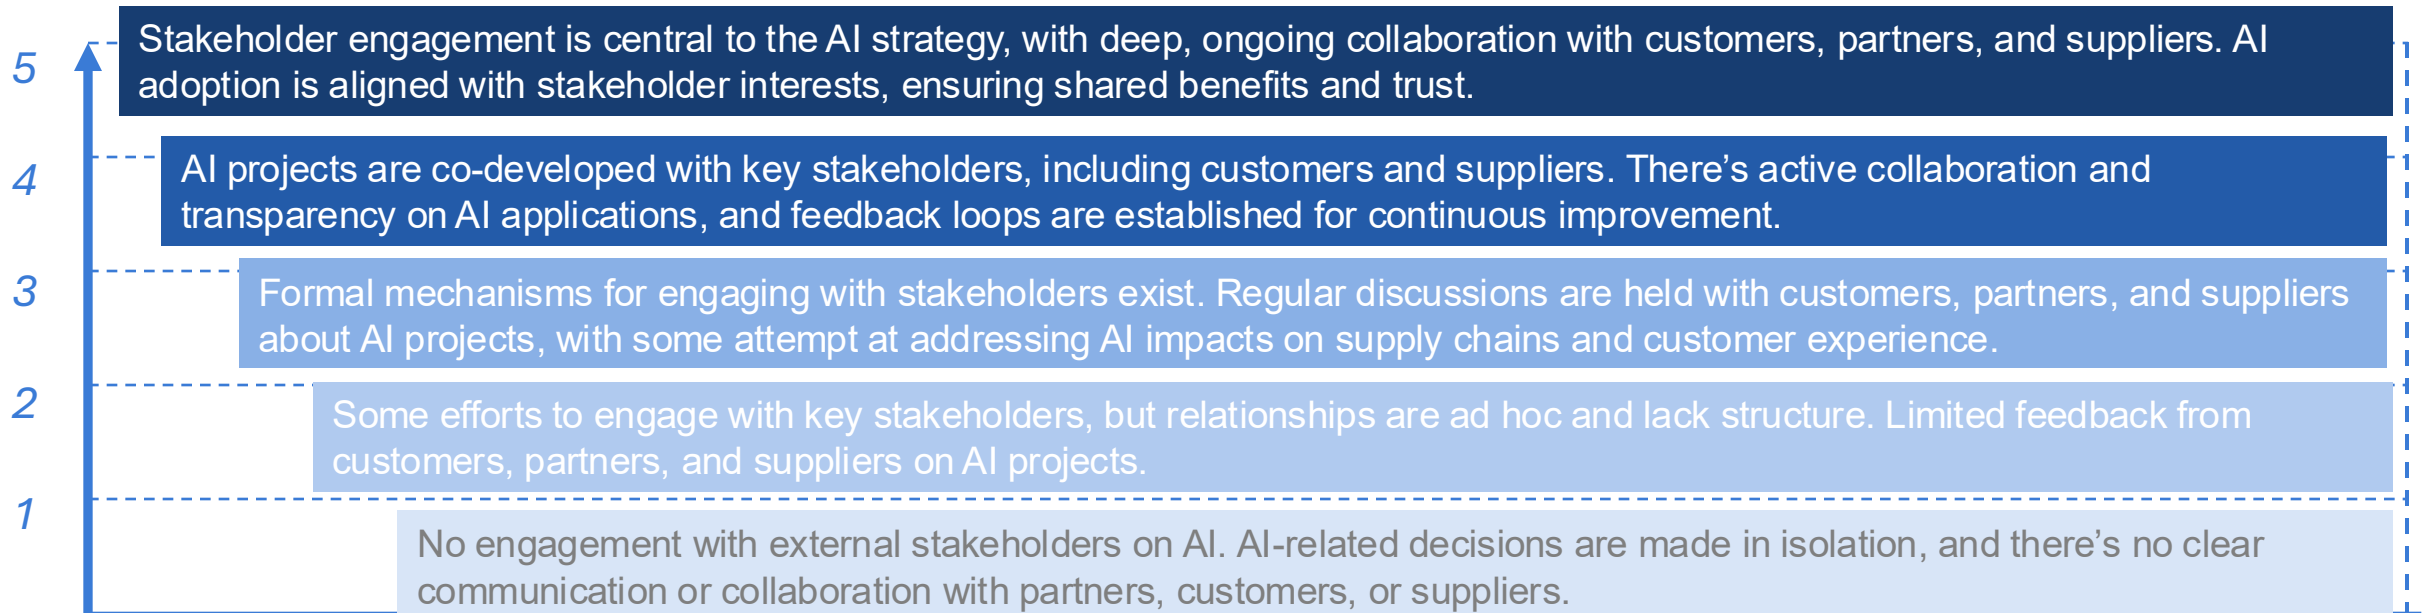 5
Stakeholder engagement is central to the AI strategy, with deep, ongoing collaboration with customers, partners, and suppliers. AI
adoption is aligned with stakeholder interests, ensuring shared benefits and trust.
4
AI projects are co-developed with key stakeholders, including customers and suppliers. There’s active collaboration and
transparency on AI applications, and feedback loops are established for continuous improvement.
3
Formal mechanisms for engaging with stakeholders exist. Regular discussions are held with customers, partners, and suppliers
about AI projects, with some attempt at addressing AI impacts on supply chains and customer experience.
2
Some efforts to engage with key stakeholders, but relationships are ad hoc and lack structure. Limited feedback from
customers, partners, and suppliers on AI projects.
1
No engagement with external stakeholders on AI. AI-related decisions are made in isolation, and there’s no clear
communication or collaboration with partners, customers, or suppliers.